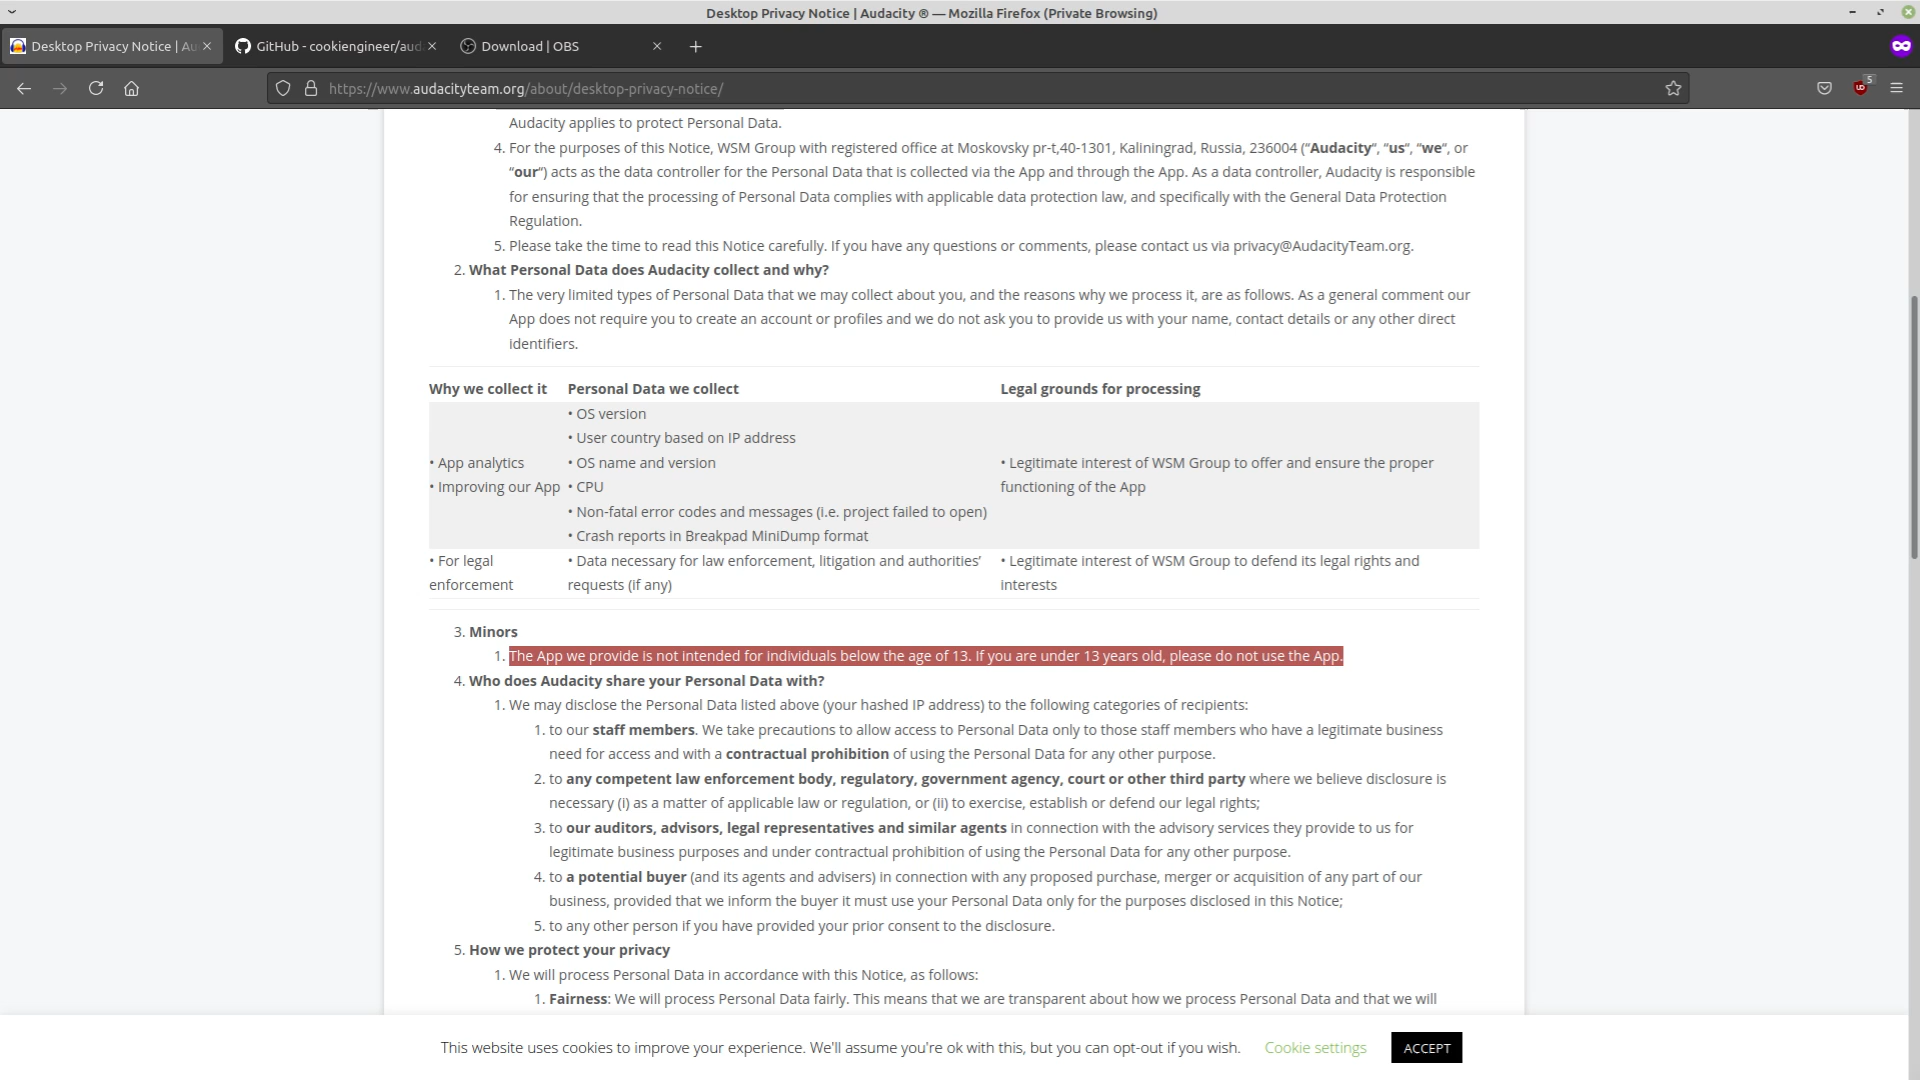 Desktop Privacy Notice | Audacity ® — Mozilla Firefox (Private Browsing)
Desktop Privacy Notice | Au
GitHub - cookiengineer/aud
Download | OBS
https://www.audacityteam.org/about/desktop-privacy-notice/
5
Audacity applies to protect Personal Data.
4. For the purposes of this Notice, WSM Group with registered office at Moskovsky pr-t,40-1301, Kaliningrad, Russia, 236004 (“Audacity“, “us“, “we“, or
“our“) acts as the data controller for the Personal Data that is collected via the App and through the App. As a data controller, Audacity is responsible
for ensuring that the processing of Personal Data complies with applicable data protection law, and specifically with the General Data Protection
Regulation.
5. Please take the time to read this Notice carefully. If you have any questions or comments, please contact us via privacy@AudacityTeam.org.
2. What Personal Data does Audacity collect and why?
1. The very limited types of Personal Data that we may collect about you, and the reasons why we process it, are as follows. As a general comment our
App does not require you to create an account or profiles and we do not ask you to provide us with your name, contact details or any other direct
identifiers.
Why we collect it Personal Data we collect Legal grounds for processing
• App analytics
• Improving our App
• OS version
• User country based on IP address
• OS name and version
• CPU
• Non-fatal error codes and messages (i.e. project failed to open)
• Crash reports in Breakpad MiniDump format
• Legitimate interest of WSM Group to offer and ensure the proper
functioning of the App
• For legal
enforcement
• Data necessary for law enforcement, litigation and authorities’
requests (if any)
• Legitimate interest of WSM Group to defend its legal rights and
interests
3. Minors
1. The App we provide is not intended for individuals below the age of 13. If you are under 13 years old, please do not use the App.
4. Who does Audacity share your Personal Data with?
1. We may disclose the Personal Data listed above (your hashed IP address) to the following categories of recipients:
1. to our staff members. We take precautions to allow access to Personal Data only to those staff members who have a legitimate business
need for access and with a contractual prohibition of using the Personal Data for any other purpose.
2. to any competent law enforcement body, regulatory, government agency, court or other third party where we believe disclosure is
necessary (i) as a matter of applicable law or regulation, or (ii) to exercise, establish or defend our legal rights;
3. to our auditors, advisors, legal representatives and similar agents in connection with the advisory services they provide to us for
legitimate business purposes and under contractual prohibition of using the Personal Data for any other purpose.
4. to a potential buyer (and its agents and advisers) in connection with any proposed purchase, merger or acquisition of any part of our
business, provided that we inform the buyer it must use your Personal Data only for the purposes disclosed in this Notice;
5. to any other person if you have provided your prior consent to the disclosure.
5. How we protect your privacy
1. We will process Personal Data in accordance with this Notice, as follows:
1. Fairness: We will process Personal Data fairly. This means that we are transparent about how we process Personal Data and that we will
This website uses cookies to improve your experience. We'll assume you're ok with this, but you can opt-out if you wish. Cookie settings ACCEPT